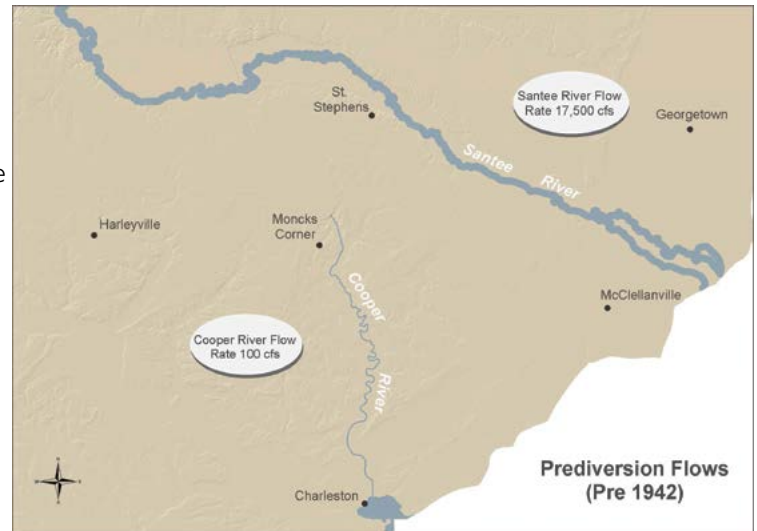 e
St.
Stephens
Santee River Flow
Rate 17,500 cfs
Georgetown
Santee River
Harleyville
Moncks
Corner
Cooper River
McClellanville
Cooper River Flow
Rate 100 cfs
Prediversion Flows
(Pre 1942)
Charleston